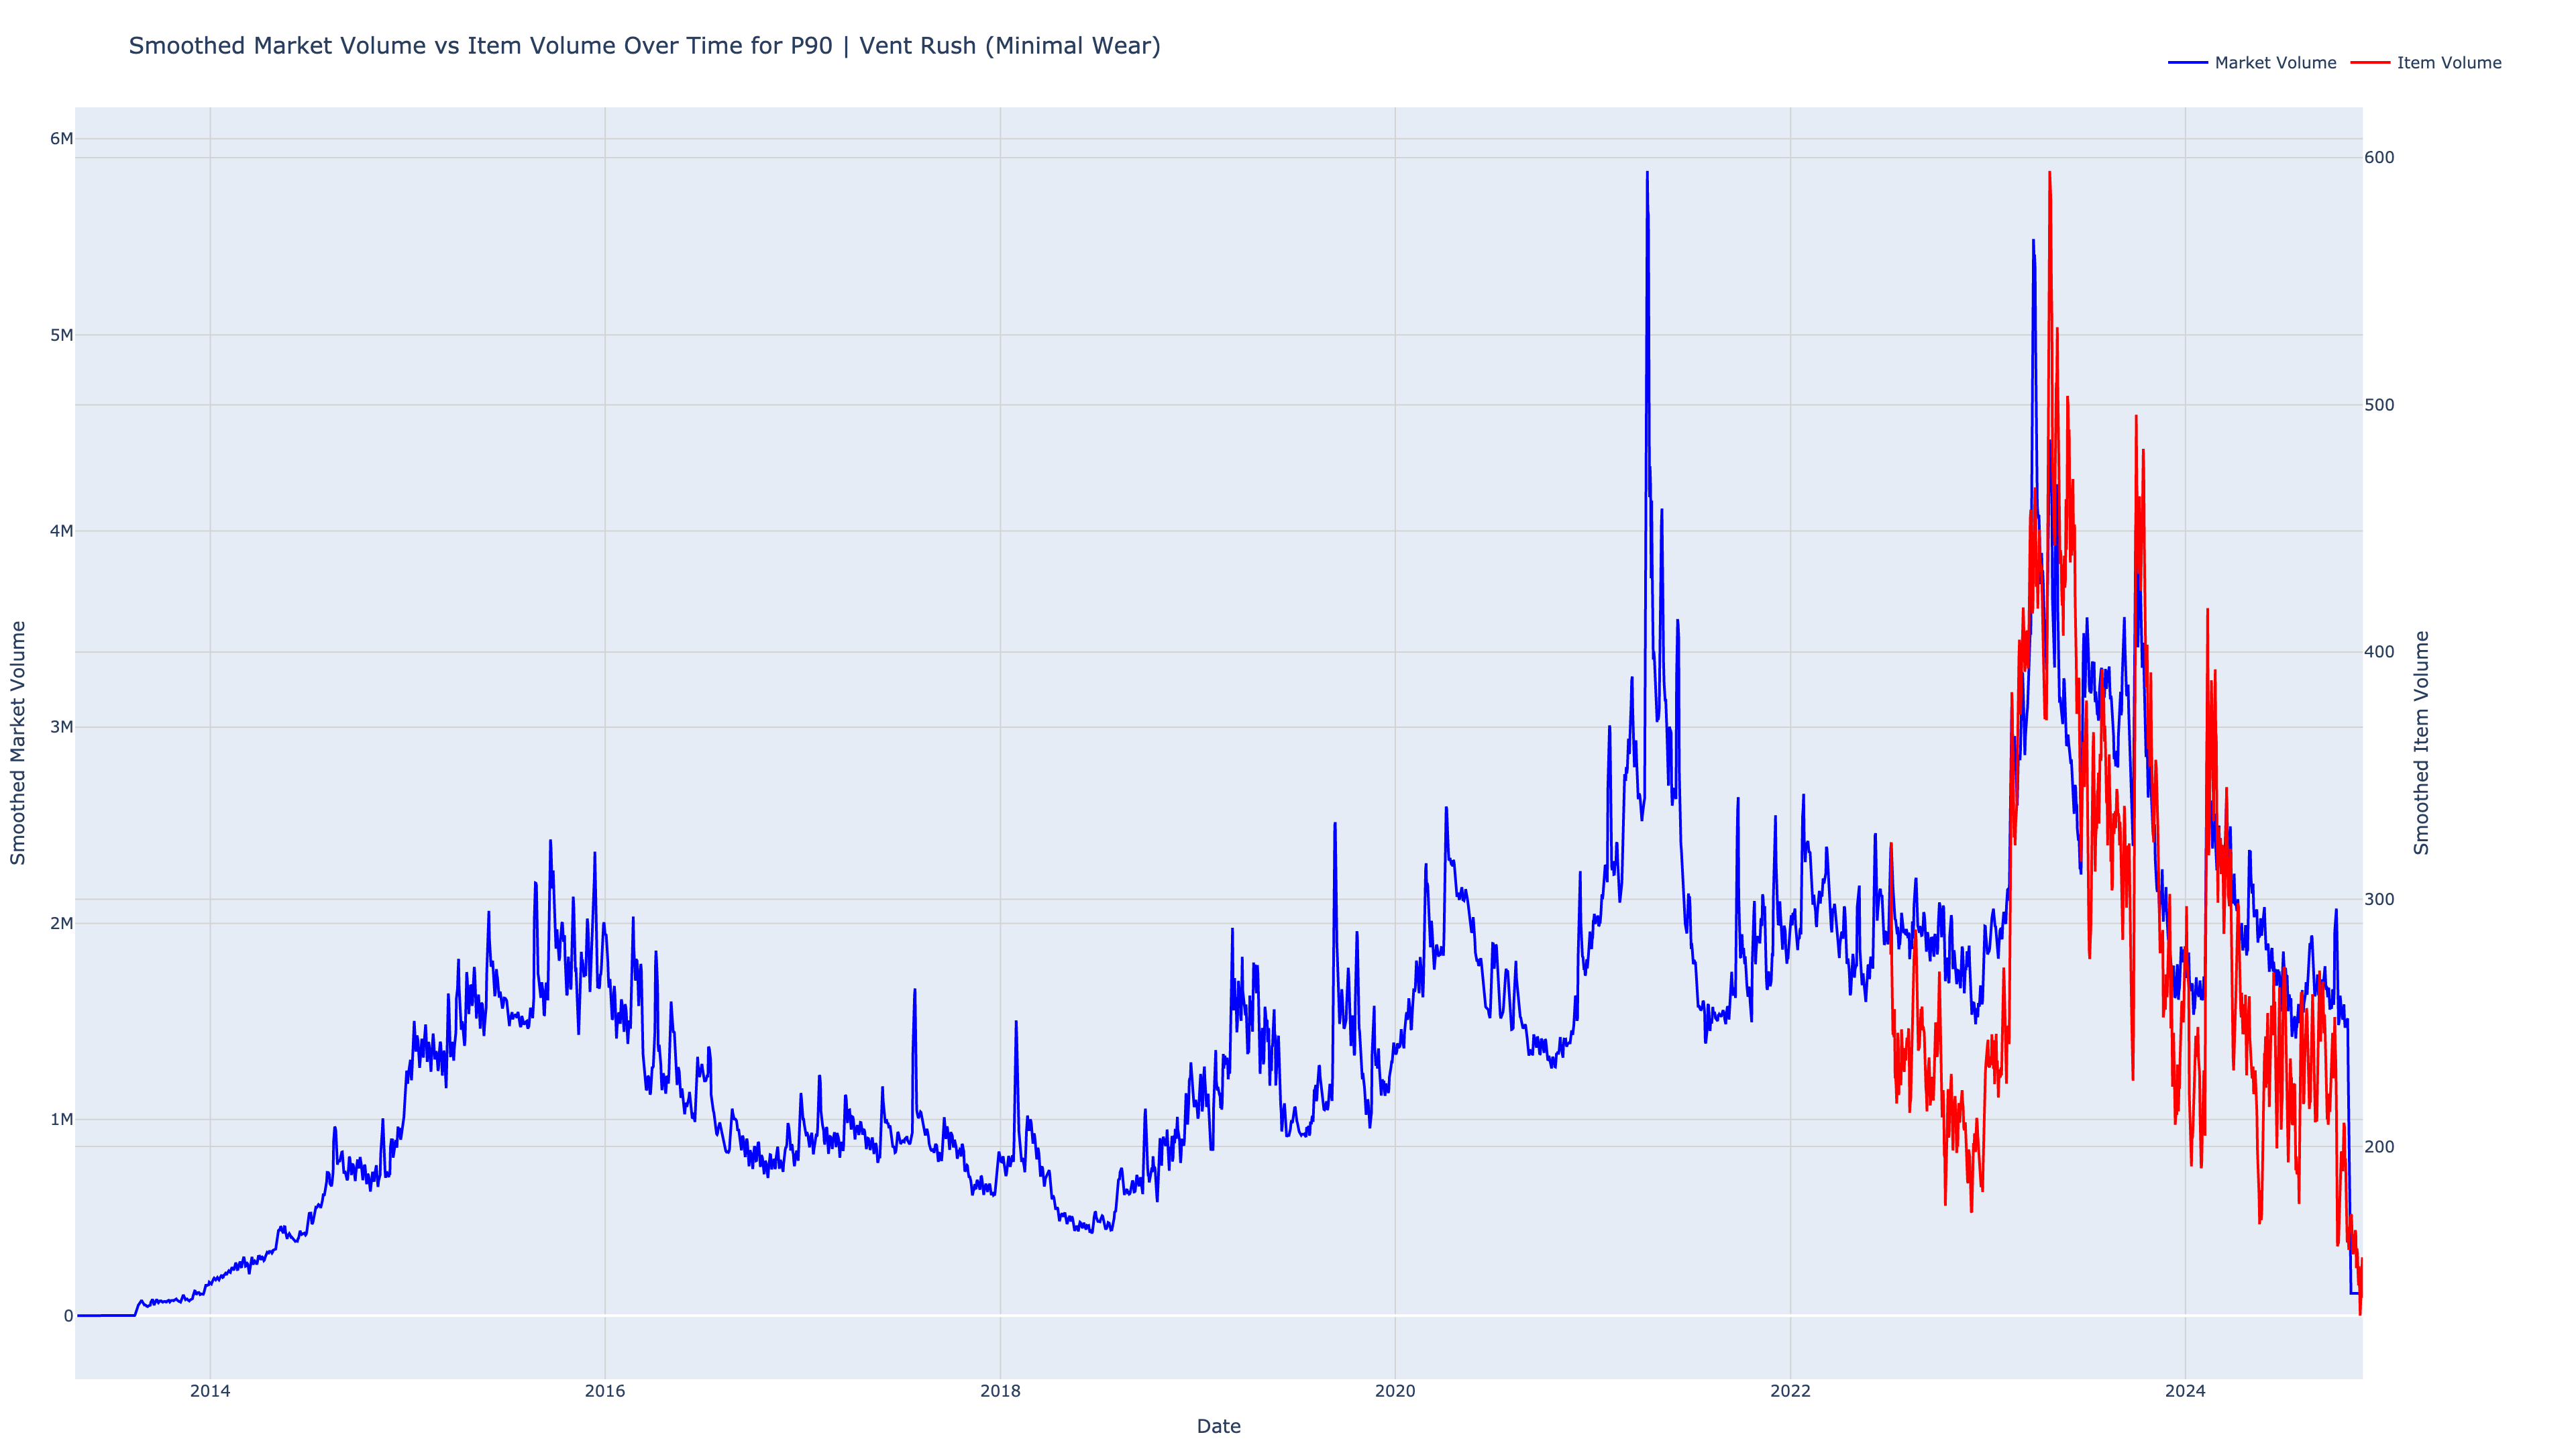 Smoothed Market Volume vs Item Volume Over Time for P90 | Vent Rush (Minimal Wear)
Market Volume
Item Volume
6M
5M
4M
3M
2M
1M
0
Smoothed Market Volume
600
500
400
300
200
Smoothed Item Volume
2014
2016
2018
2020
2022
2024
Date